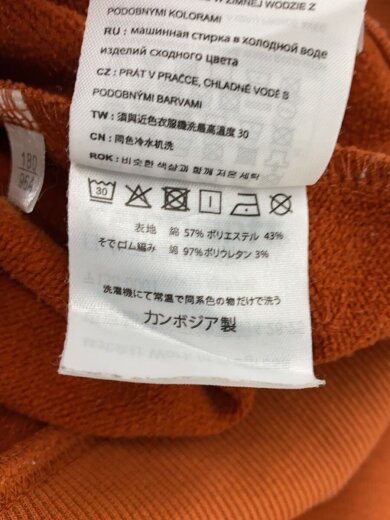 W ZIMNEJ WODZIE Z
PODOBNYMI KOLORAMI
RU : машинная стирка в холодной воде
изделий сходного цвета
CZ : PRÁT V PRAČCE, CHLADNÉ VODE S
PODOBNÝMI BARVAMI
TW : 須與近色衣服機洗最高溫度 30
CN : 同色冷水机洗
ROK : 비슷한 색상과 함께 저온 세탁
180
30
表地 綿 57% ポリエステル 43%
そでゴム編み 綿 97% ポリウレタン 3%
洗濯機にて常温で同系色の物だけで洗う
カンボジア製